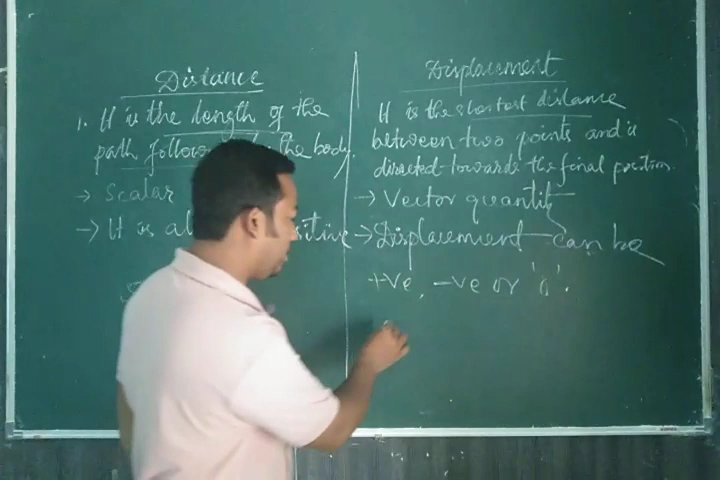 Distance
1. It is the length of the
path follow the body.
→ Scalar
→ It is al sitive
Displacement
It is the shortest distance
between two points and is
directed towards the final position.
→ Vector quantity
→ Displacement can be
+ve, -ve or '0'.